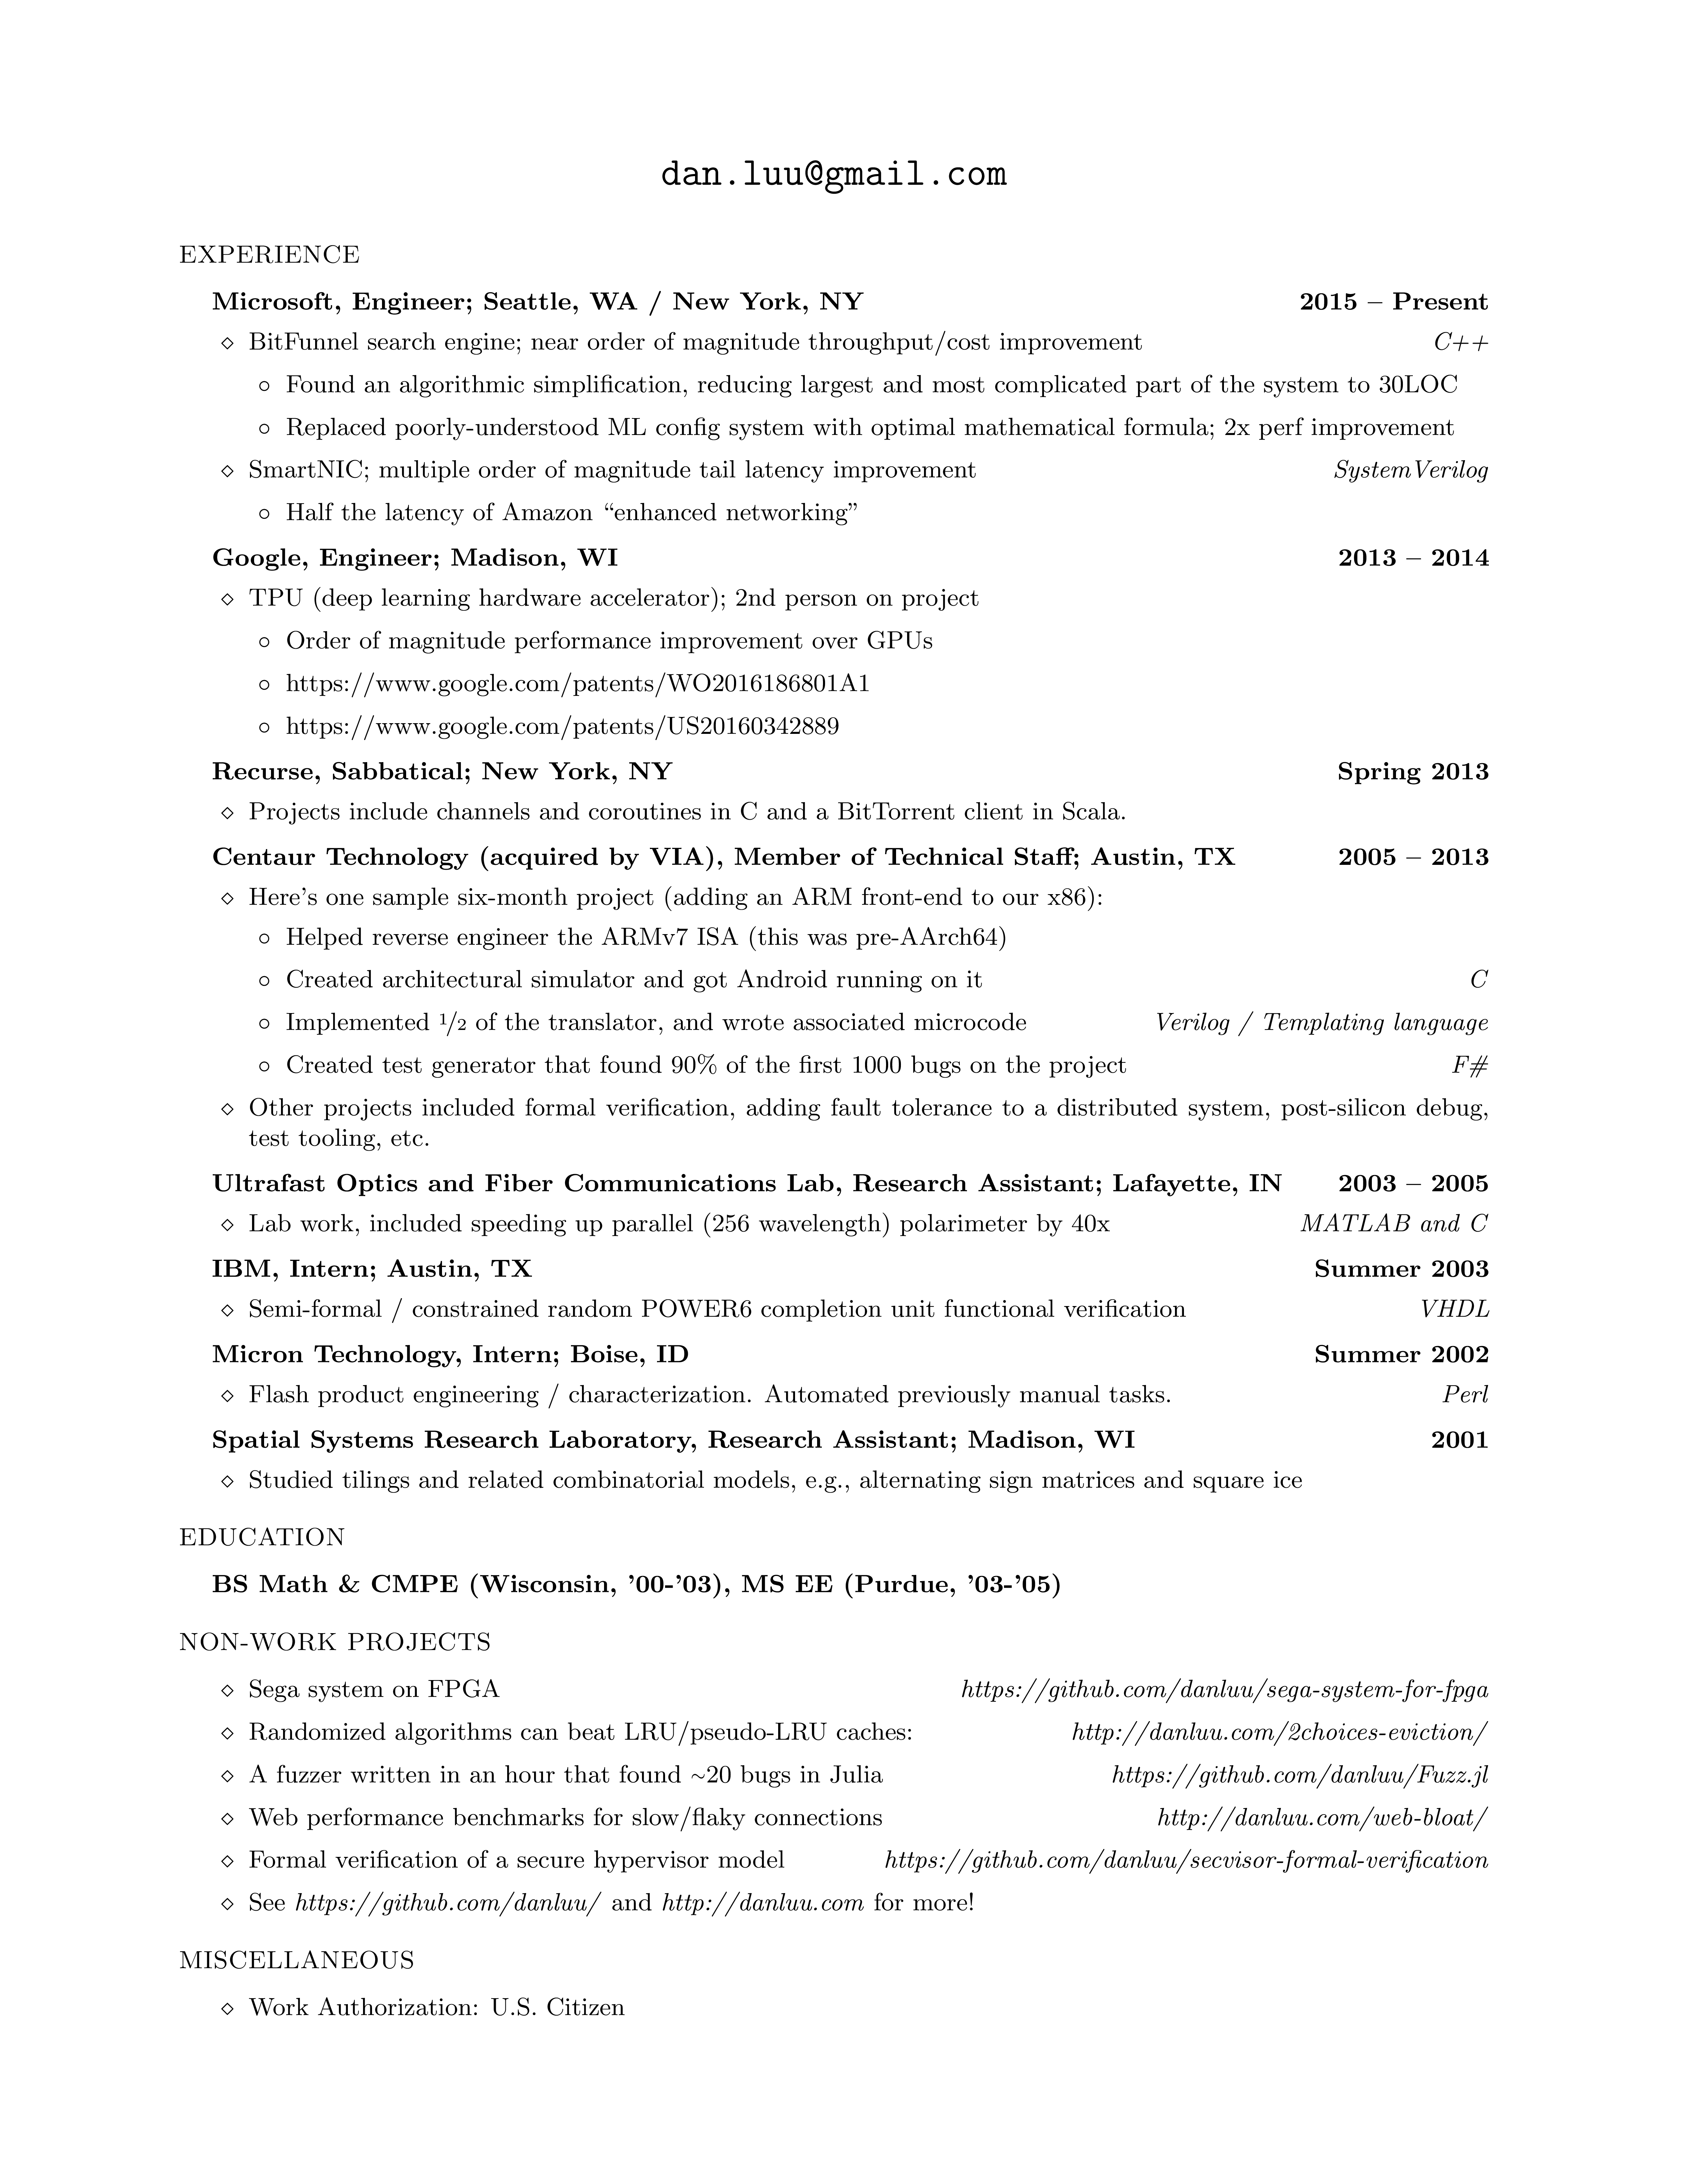 dan.luu@gmail.com
EXPERIENCE
Microsoft, Engineer; Seattle, WA / New York, NY 2015 – Present
⋄ BitFunnel search engine; near order of magnitude throughput/cost improvement C++
○ Found an algorithmic simplification, reducing largest and most complicated part of the system to 30LOC
○ Replaced poorly-understood ML config system with optimal mathematical formula; 2x perf improvement
⋄ SmartNIC; multiple order of magnitude tail latency improvement SystemVerilog
○ Half the latency of Amazon “enhanced networking”
Google, Engineer; Madison, WI 2013 – 2014
⋄ TPU (deep learning hardware accelerator); 2nd person on project
○ Order of magnitude performance improvement over GPUs
○ https://www.google.com/patents/WO2016186801A1
○ https://www.google.com/patents/US20160342889
Recurse, Sabbatical; New York, NY Spring 2013
⋄ Projects include channels and coroutines in C and a BitTorrent client in Scala.
Centaur Technology (acquired by VIA), Member of Technical Staff; Austin, TX 2005 – 2013
⋄ Here’s one sample six-month project (adding an ARM front-end to our x86):
○ Helped reverse engineer the ARMv7 ISA (this was pre-AArch64)
○ Created architectural simulator and got Android running on it C
○ Implemented 1/2 of the translator, and wrote associated microcode Verilog / Templating language
○ Created test generator that found 90% of the first 1000 bugs on the project F#
⋄ Other projects included formal verification, adding fault tolerance to a distributed system, post-silicon debug,
test tooling, etc.
Ultrafast Optics and Fiber Communications Lab, Research Assistant; Lafayette, IN 2003 – 2005
⋄ Lab work, included speeding up parallel (256 wavelength) polarimeter by 40x MATLAB and C
IBM, Intern; Austin, TX Summer 2003
⋄ Semi-formal / constrained random POWER6 completion unit functional verification VHDL
Micron Technology, Intern; Boise, ID Summer 2002
⋄ Flash product engineering / characterization. Automated previously manual tasks. Perl
Spatial Systems Research Laboratory, Research Assistant; Madison, WI 2001
⋄ Studied tilings and related combinatorial models, e.g., alternating sign matrices and square ice
EDUCATION
BS Math & CMPE (Wisconsin, ’00-’03), MS EE (Purdue, ’03-’05)
NON-WORK PROJECTS
⋄ Sega system on FPGA https://github.com/danluu/sega-system-for-fpga
⋄ Randomized algorithms can beat LRU/pseudo-LRU caches: http://danluu.com/2choices-eviction/
⋄ A fuzzer written in an hour that found ~20 bugs in Julia https://github.com/danluu/Fuzz.jl
⋄ Web performance benchmarks for slow/flaky connections http://danluu.com/web-bloat/
⋄ Formal verification of a secure hypervisor model https://github.com/danluu/secvisor-formal-verification
⋄ See https://github.com/danluu/ and http://danluu.com for more!
MISCELLANEOUS
⋄ Work Authorization: U.S. Citizen